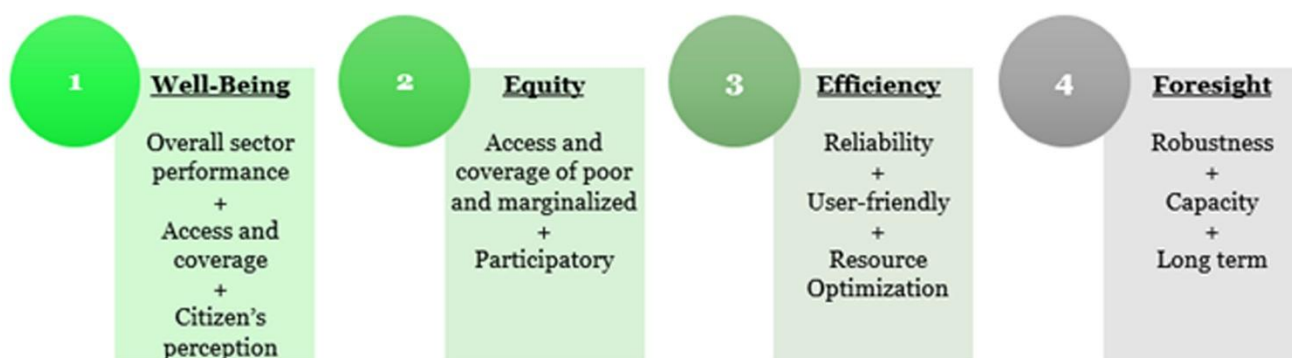 1
Well-Being
Overall sector
performance
+
Access and
coverage
+
Citizen's
perception
2
Equity
Access and
coverage of poor
and marginalized
+
Participatory
3
Efficiency
Reliability
+
User-friendly
+
Resource
Optimization
4
Foresight
Robustness
+
Capacity
+
Long term